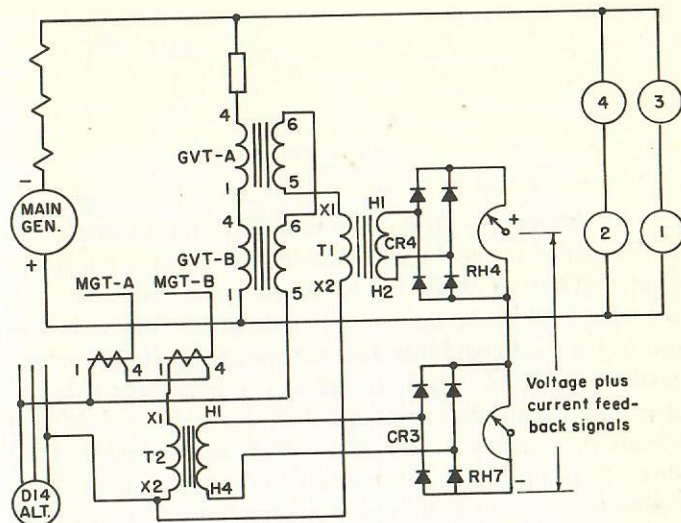 4
6
4
3
GVT-A
1
5
X1
H1
−
4
6
T1
CR4
+
MAIN
GEN.
GVT-B
2
1
+
X2
H2
RH4
MGT-A
MGT-B
1
5
1
4
1
4
Voltage plus
current feed-
back signals
X1
H1
T2
CR3
X2
H4
RH7
−
D14
ALT.